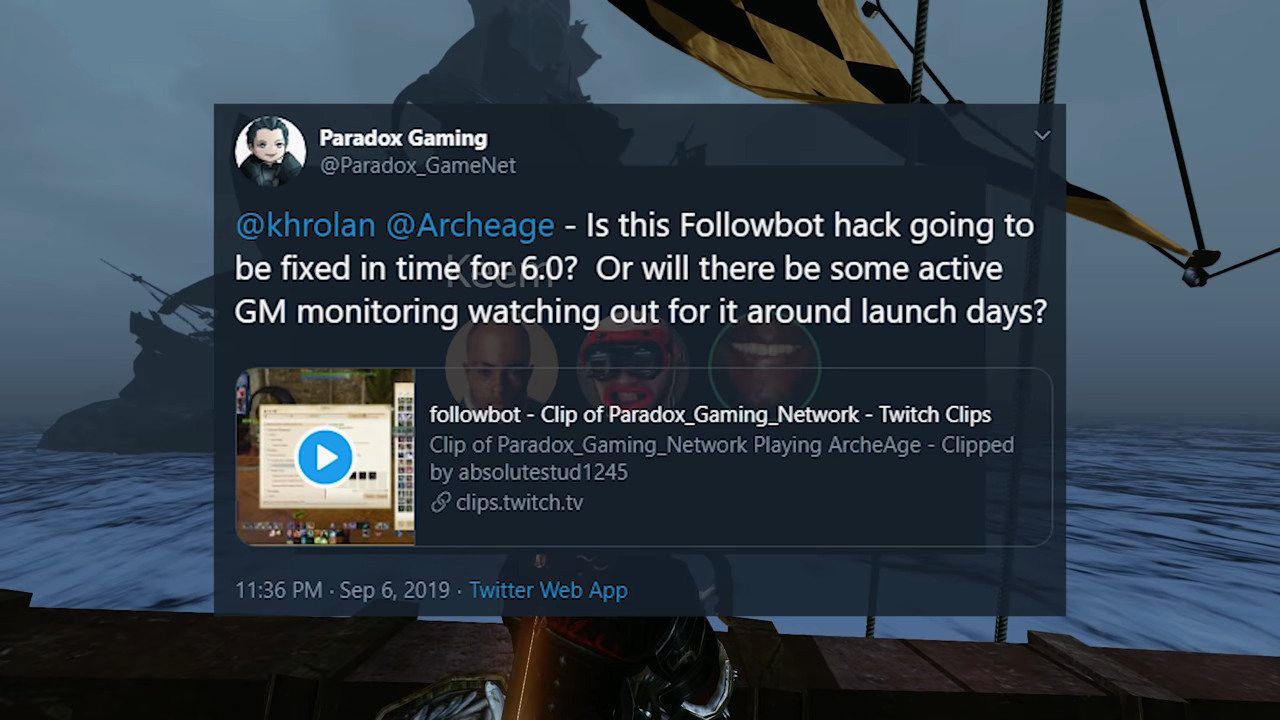 Paradox Gaming
@Paradox_GameNet
@khrolan @Archeage - Is this Followbot hack going to
be fixed in time for 6.0?  Or will there be some active
GM monitoring watching out for it around launch days?
Keem
followbot - Clip of Paradox_Gaming_Network - Twitch Clips
Clip of Paradox_Gaming_Network Playing ArcheAge - Clipped
by absolutestud1245
clips.twitch.tv
11:36 PM · Sep 6, 2019 · Twitter Web App